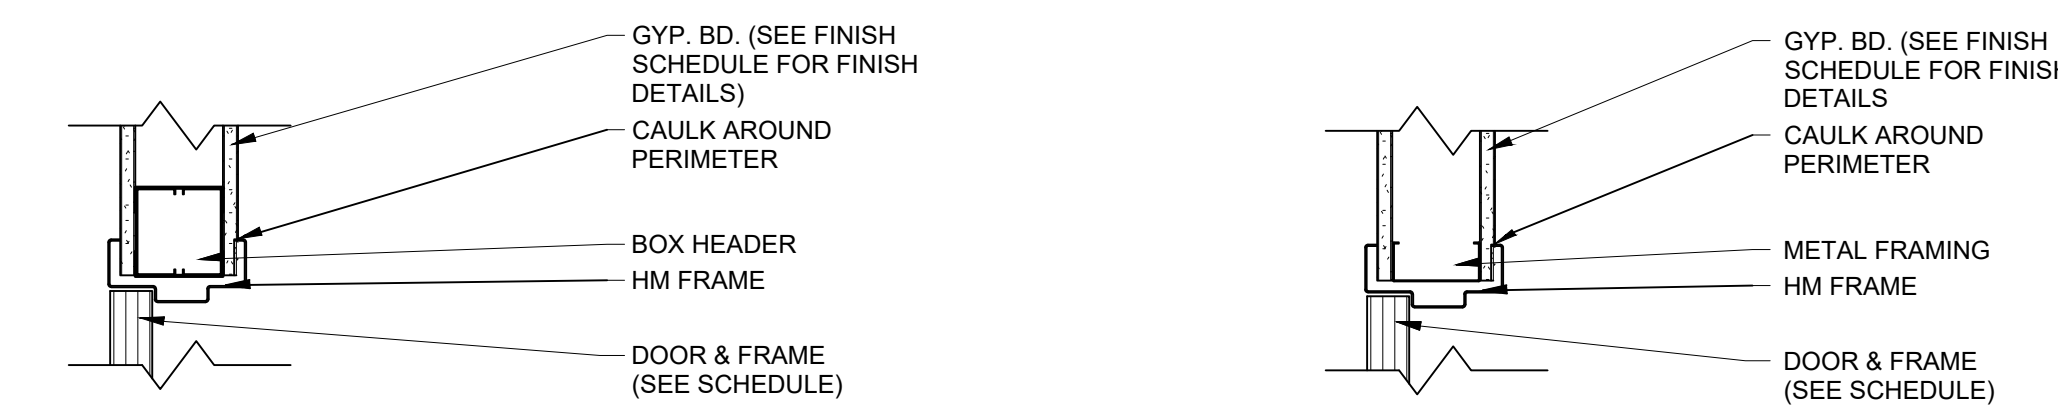 GYP. BD. (SEE FINISH
SCHEDULE FOR FINISH
DETAILS)
CAULK AROUND
PERIMETER
BOX HEADER
HM FRAME
DOOR & FRAME
(SEE SCHEDULE)
GYP. BD. (SEE FINISH
SCHEDULE FOR FINISH
DETAILS
CAULK AROUND
PERIMETER
METAL FRAMING
HM FRAME
DOOR & FRAME
(SEE SCHEDULE)